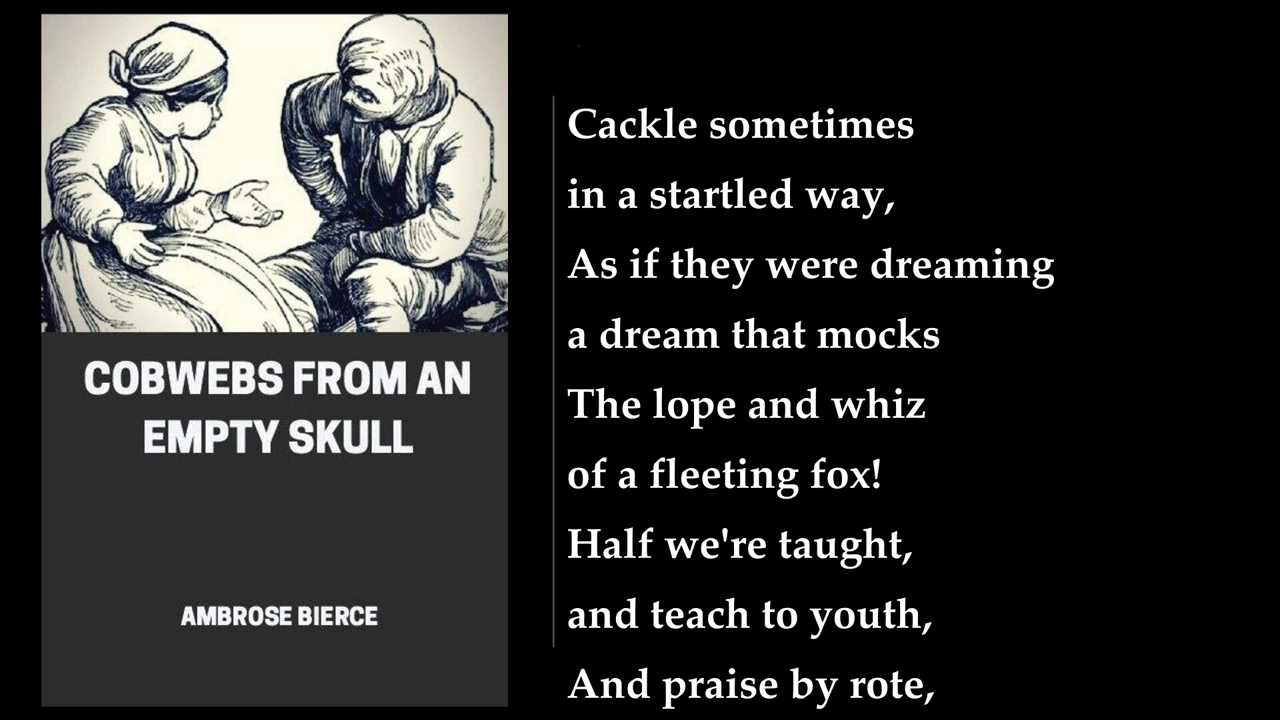 COBWEBS FROM AN
EMPTY SKULL
AMBROSE BIERCE
Cackle sometimes
in a startled way,
As if they were dreaming
a dream that mocks
The lope and whiz
of a fleeting fox!
Half we're taught,
and teach to youth,
And praise by rote,